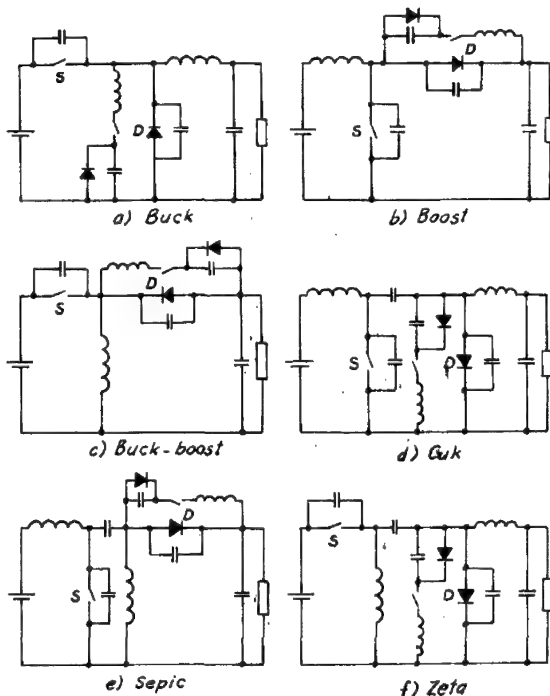 S
D
a) Buck
D
S
b) Boost
D
S
c) Buck-boost
S
D
d) Cuk
D
S
e) Sepic
S
D
f) Zeta